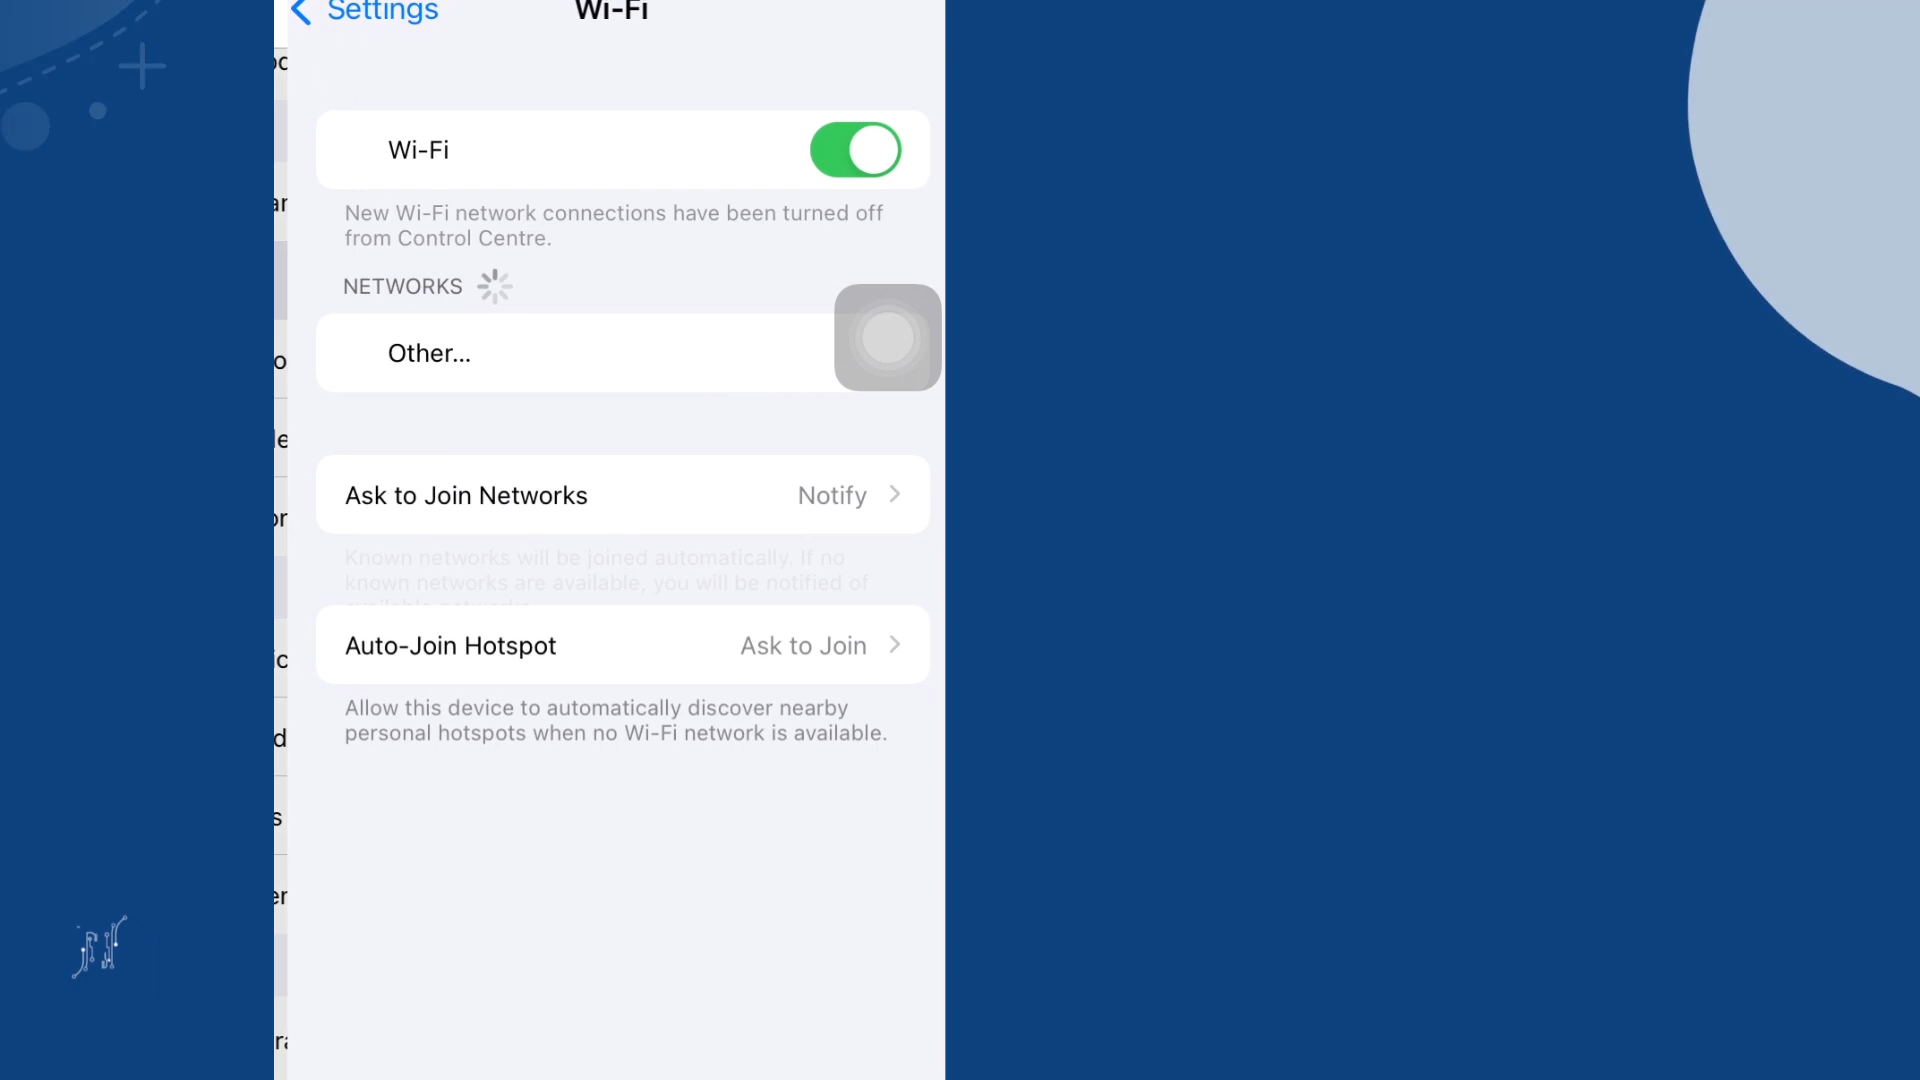 Settings
Wi-Fi
Wi-Fi
New Wi-Fi network connections have been turned off
from Control Centre.
NETWORKS
Other...
Ask to Join Networks
Notify
Known networks will be joined automatically. If no
known networks are available, you will be notified of
available networks.
Auto-Join Hotspot
Ask to Join
Allow this device to automatically discover nearby
personal hotspots when no Wi-Fi network is available.